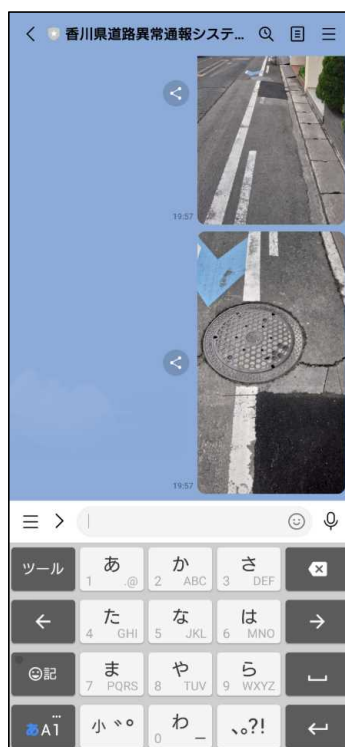 香川県道路異常通報システ...
19:57
19:57
ツール
あ
1 .@
か
2 ABC
さ
3 DEF
た
4 GHI
な
5 JKL
は
6 MNO
記
ま
7 PQRS
や
8 TUV
ら
9 WXYZ
あA1
小 ゛゜
わ
0 ー
、。?!